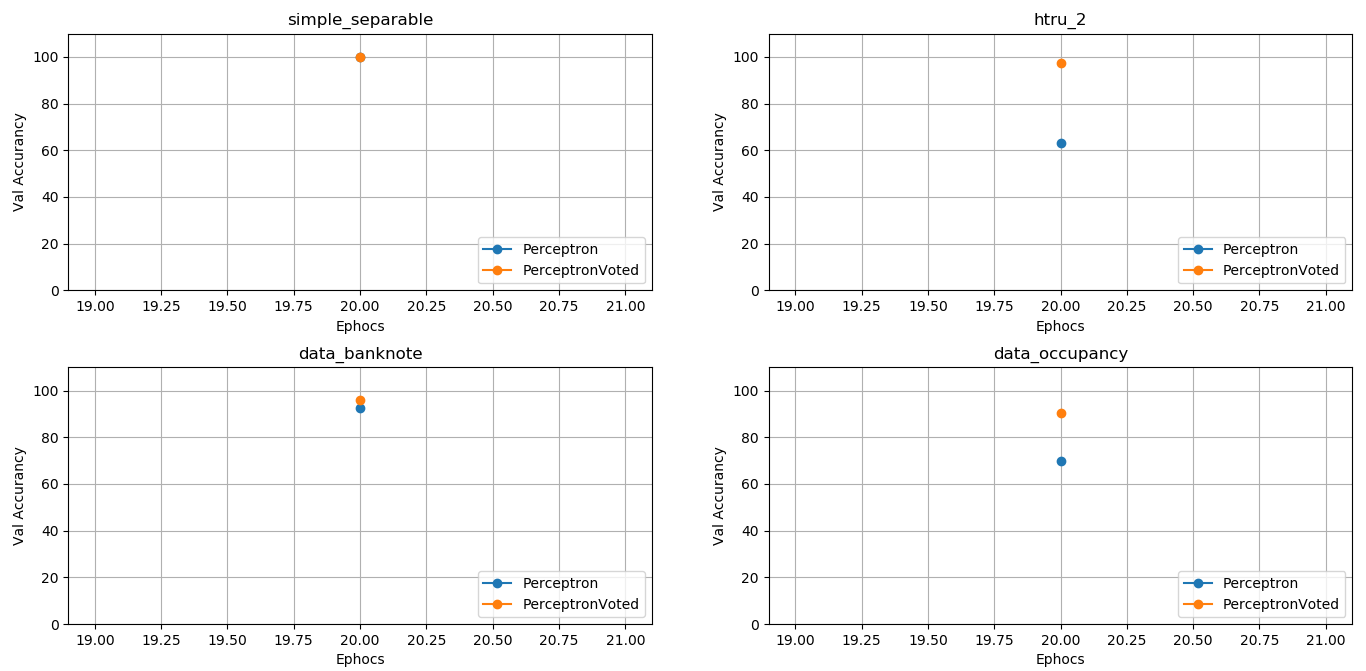 simple_separable
100
80
60
40
20
0
Val Accurancy
Perceptron
PerceptronVoted
19.00 19.25 19.50 19.75 20.00 20.25 20.50 20.75 21.00
Ephocs
htru_2
100
80
60
40
20
0
Val Accurancy
Perceptron
PerceptronVoted
19.00 19.25 19.50 19.75 20.00 20.25 20.50 20.75 21.00
Ephocs
data_banknote
100
80
60
40
20
0
Val Accurancy
Perceptron
PerceptronVoted
19.00 19.25 19.50 19.75 20.00 20.25 20.50 20.75 21.00
Ephocs
data_occupancy
100
80
60
40
20
0
Val Accurancy
Perceptron
PerceptronVoted
19.00 19.25 19.50 19.75 20.00 20.25 20.50 20.75 21.00
Ephocs